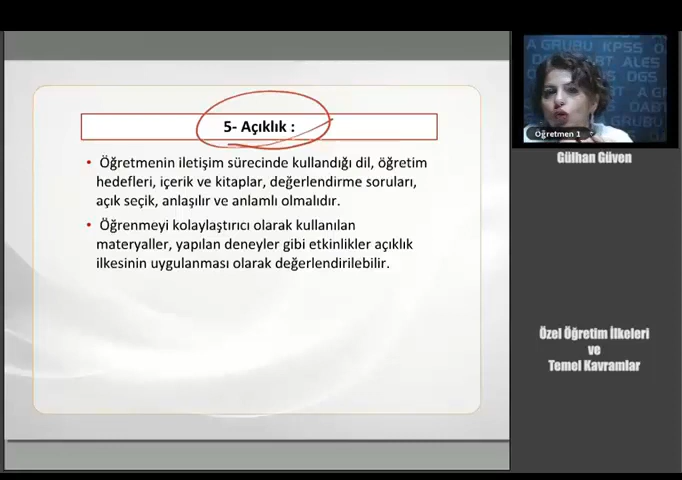 5- Açıklık :
• Öğretmenin iletişim sürecinde kullandığı dil, öğretim
hedefleri, içerik ve kitaplar, değerlendirme soruları,
açık seçik, anlaşılır ve anlamlı olmalıdır.
• Öğrenmeyi kolaylaştırıcı olarak kullanılan
materyaller, yapılan deneyler gibi etkinlikler açıklık
ilkesinin uygulanması olarak değerlendirilebilir.
A GRUBU KPSS
ALES
DGS
ÖABT
Öğretmen 1
Gülhan Güven
Özel Öğretim İlkeleri
ve
Temel Kavramlar